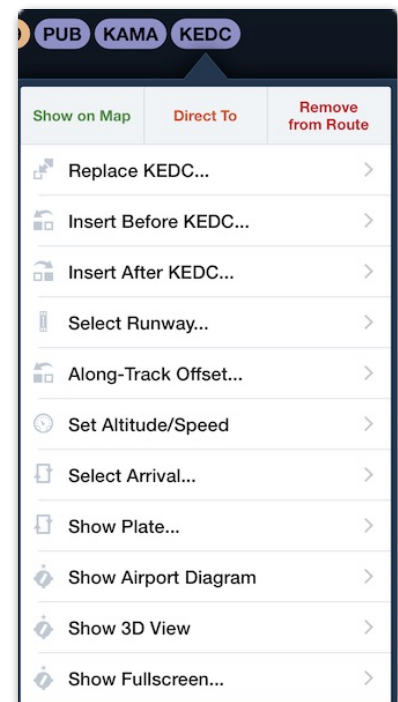 PUB KAMA KEDC
Show on Map Direct To Remove
from Route
Replace KEDC...
Insert Before KEDC...
Insert After KEDC...
Select Runway...
Along-Track Offset...
Set Altitude/Speed
Select Arrival...
Show Plate...
Show Airport Diagram
Show 3D View
Show Fullscreen...